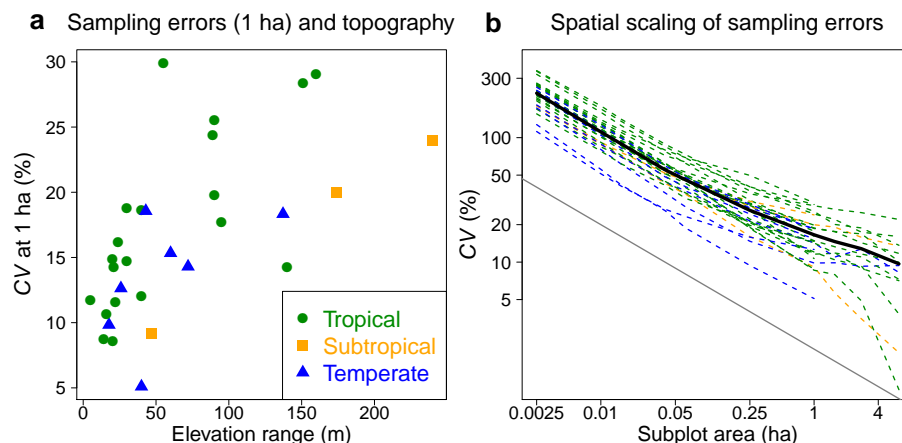 a Sampling errors (1 ha) and topography
CV at 1 ha (%)
30
25
20
15
10
5
0 50 100 150 200
Elevation range (m)
Tropical
Subtropical
Temperate
b Spatial scaling of sampling errors
CV (%)
300
100
50
20
10
5
0.0025 0.01 0.05 0.25 1 4
Subplot area (ha)